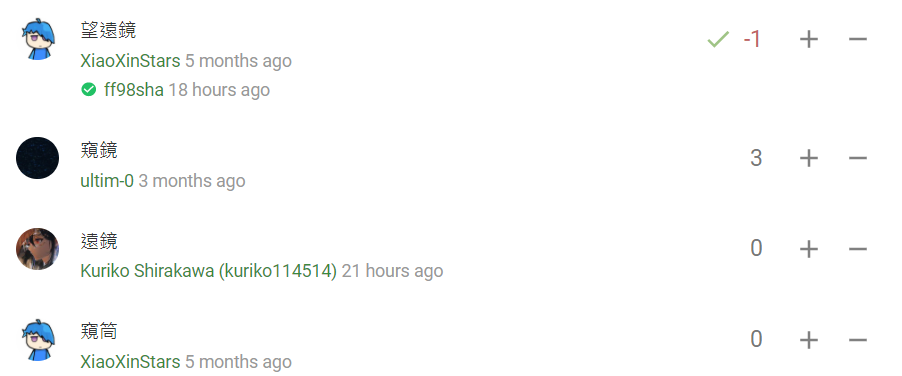 望遠鏡
-1
XiaoXinStars 5 months ago
ff98sha 18 hours ago
窺鏡
3
ultim-0 3 months ago
遠鏡
0
Kuriko Shirakawa (kuriko114514) 21 hours ago
窺筒
0
XiaoXinStars 5 months ago